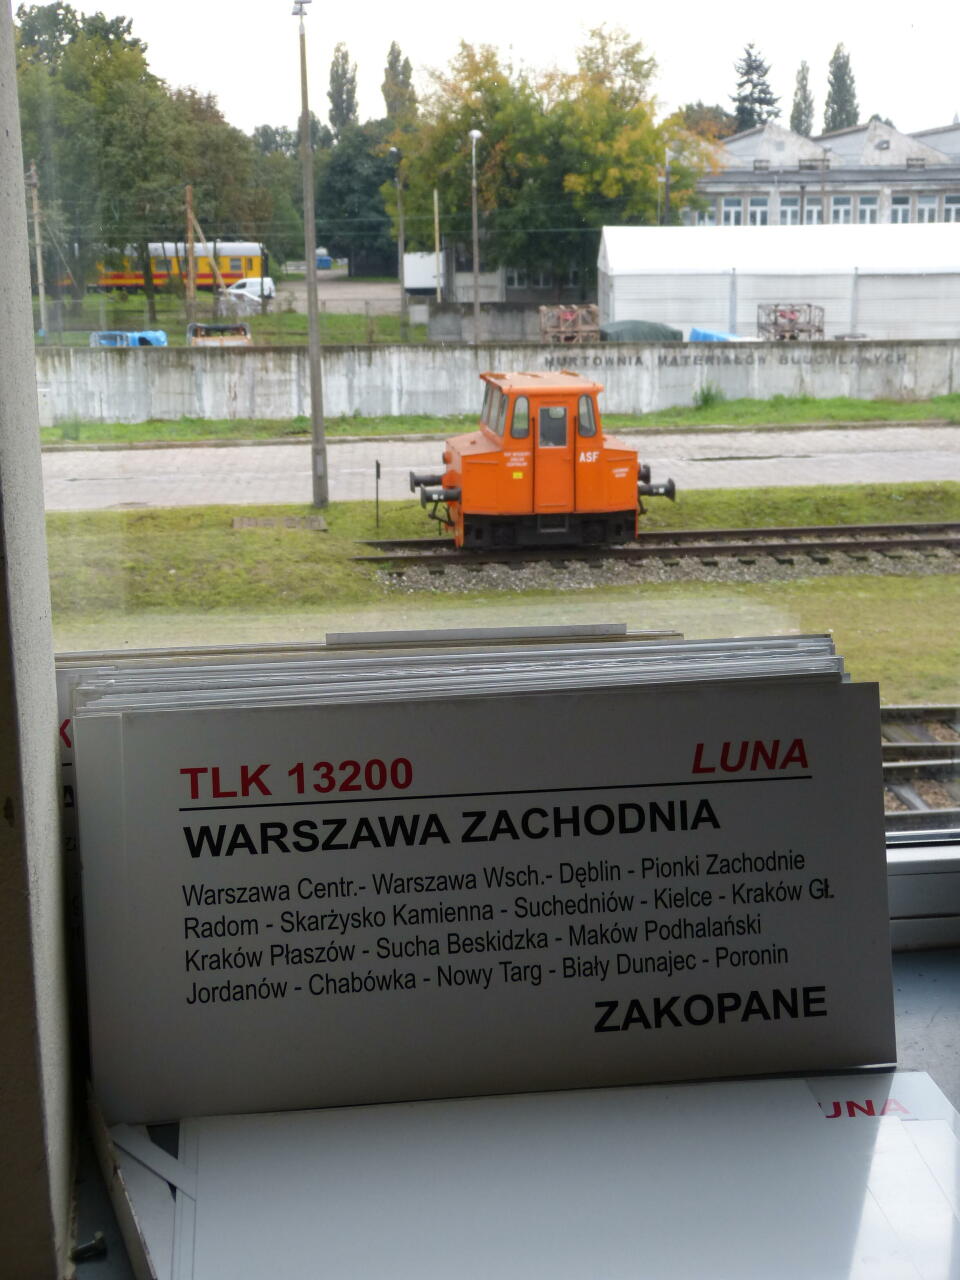 HURTOWNIA MATERIAŁÓW BUDOWLANYCH
ASF
TLK 13200 LUNA
WARSZAWA ZACHODNIA
Warszawa Centr.- Warszawa Wsch.- Dęblin - Pionki Zachodnie
Radom - Skarżysko Kamienna - Suchedniów - Kielce - Kraków Gł.
Kraków Płaszów - Sucha Beskidzka - Maków Podhalański
Jordanów - Chabówka - Nowy Targ - Biały Dunajec - Poronin
ZAKOPANE
UNA